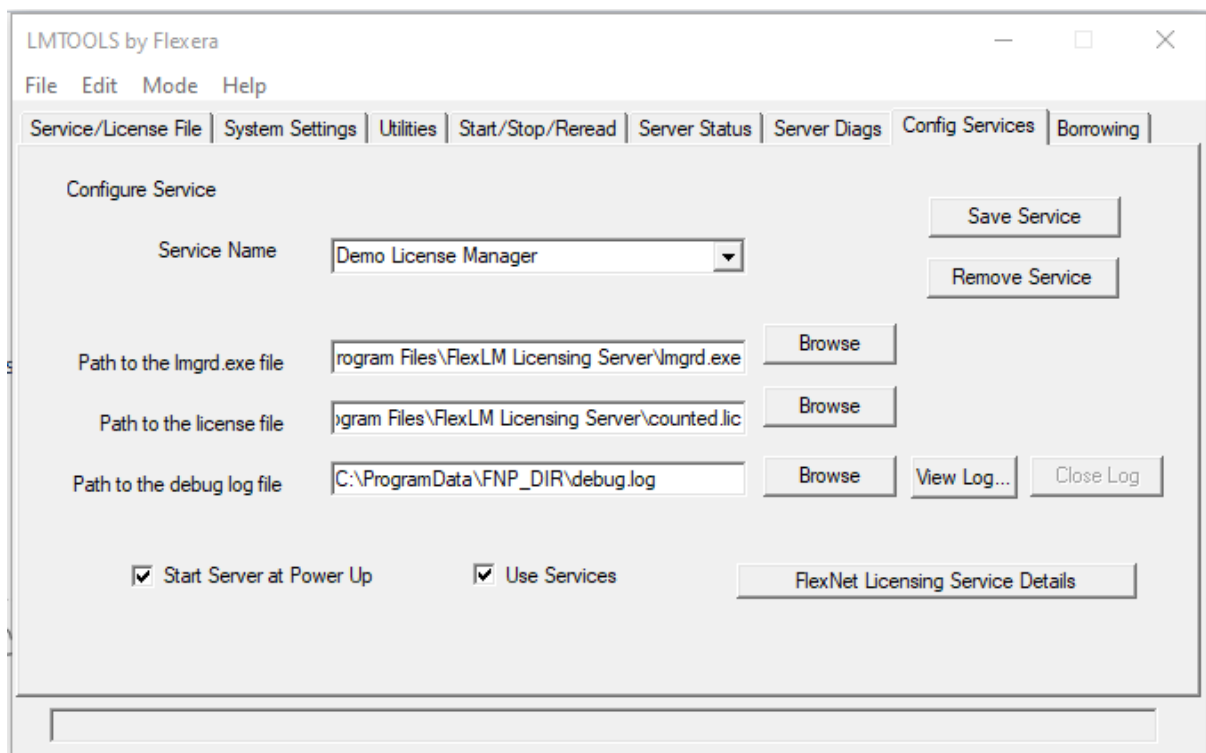 LMTOOLS by Flexera
File Edit Mode Help
Service/License File System Settings Utilities Start/Stop/Reread Server Status Server Diags Config Services Borrowing
Configure Service
Save Service
Service Name Demo License Manager
Remove Service
Path to the lmgrd.exe file rogram Files\FlexLM Licensing Server\lmgrd.exe Browse
Path to the license file ogram Files\FlexLM Licensing Server\counted.lic Browse
Path to the debug log file C:\ProgramData\FNP_DIR\debug.log Browse View Log... Close Log
Start Server at Power Up Use Services FlexNet Licensing Service Details